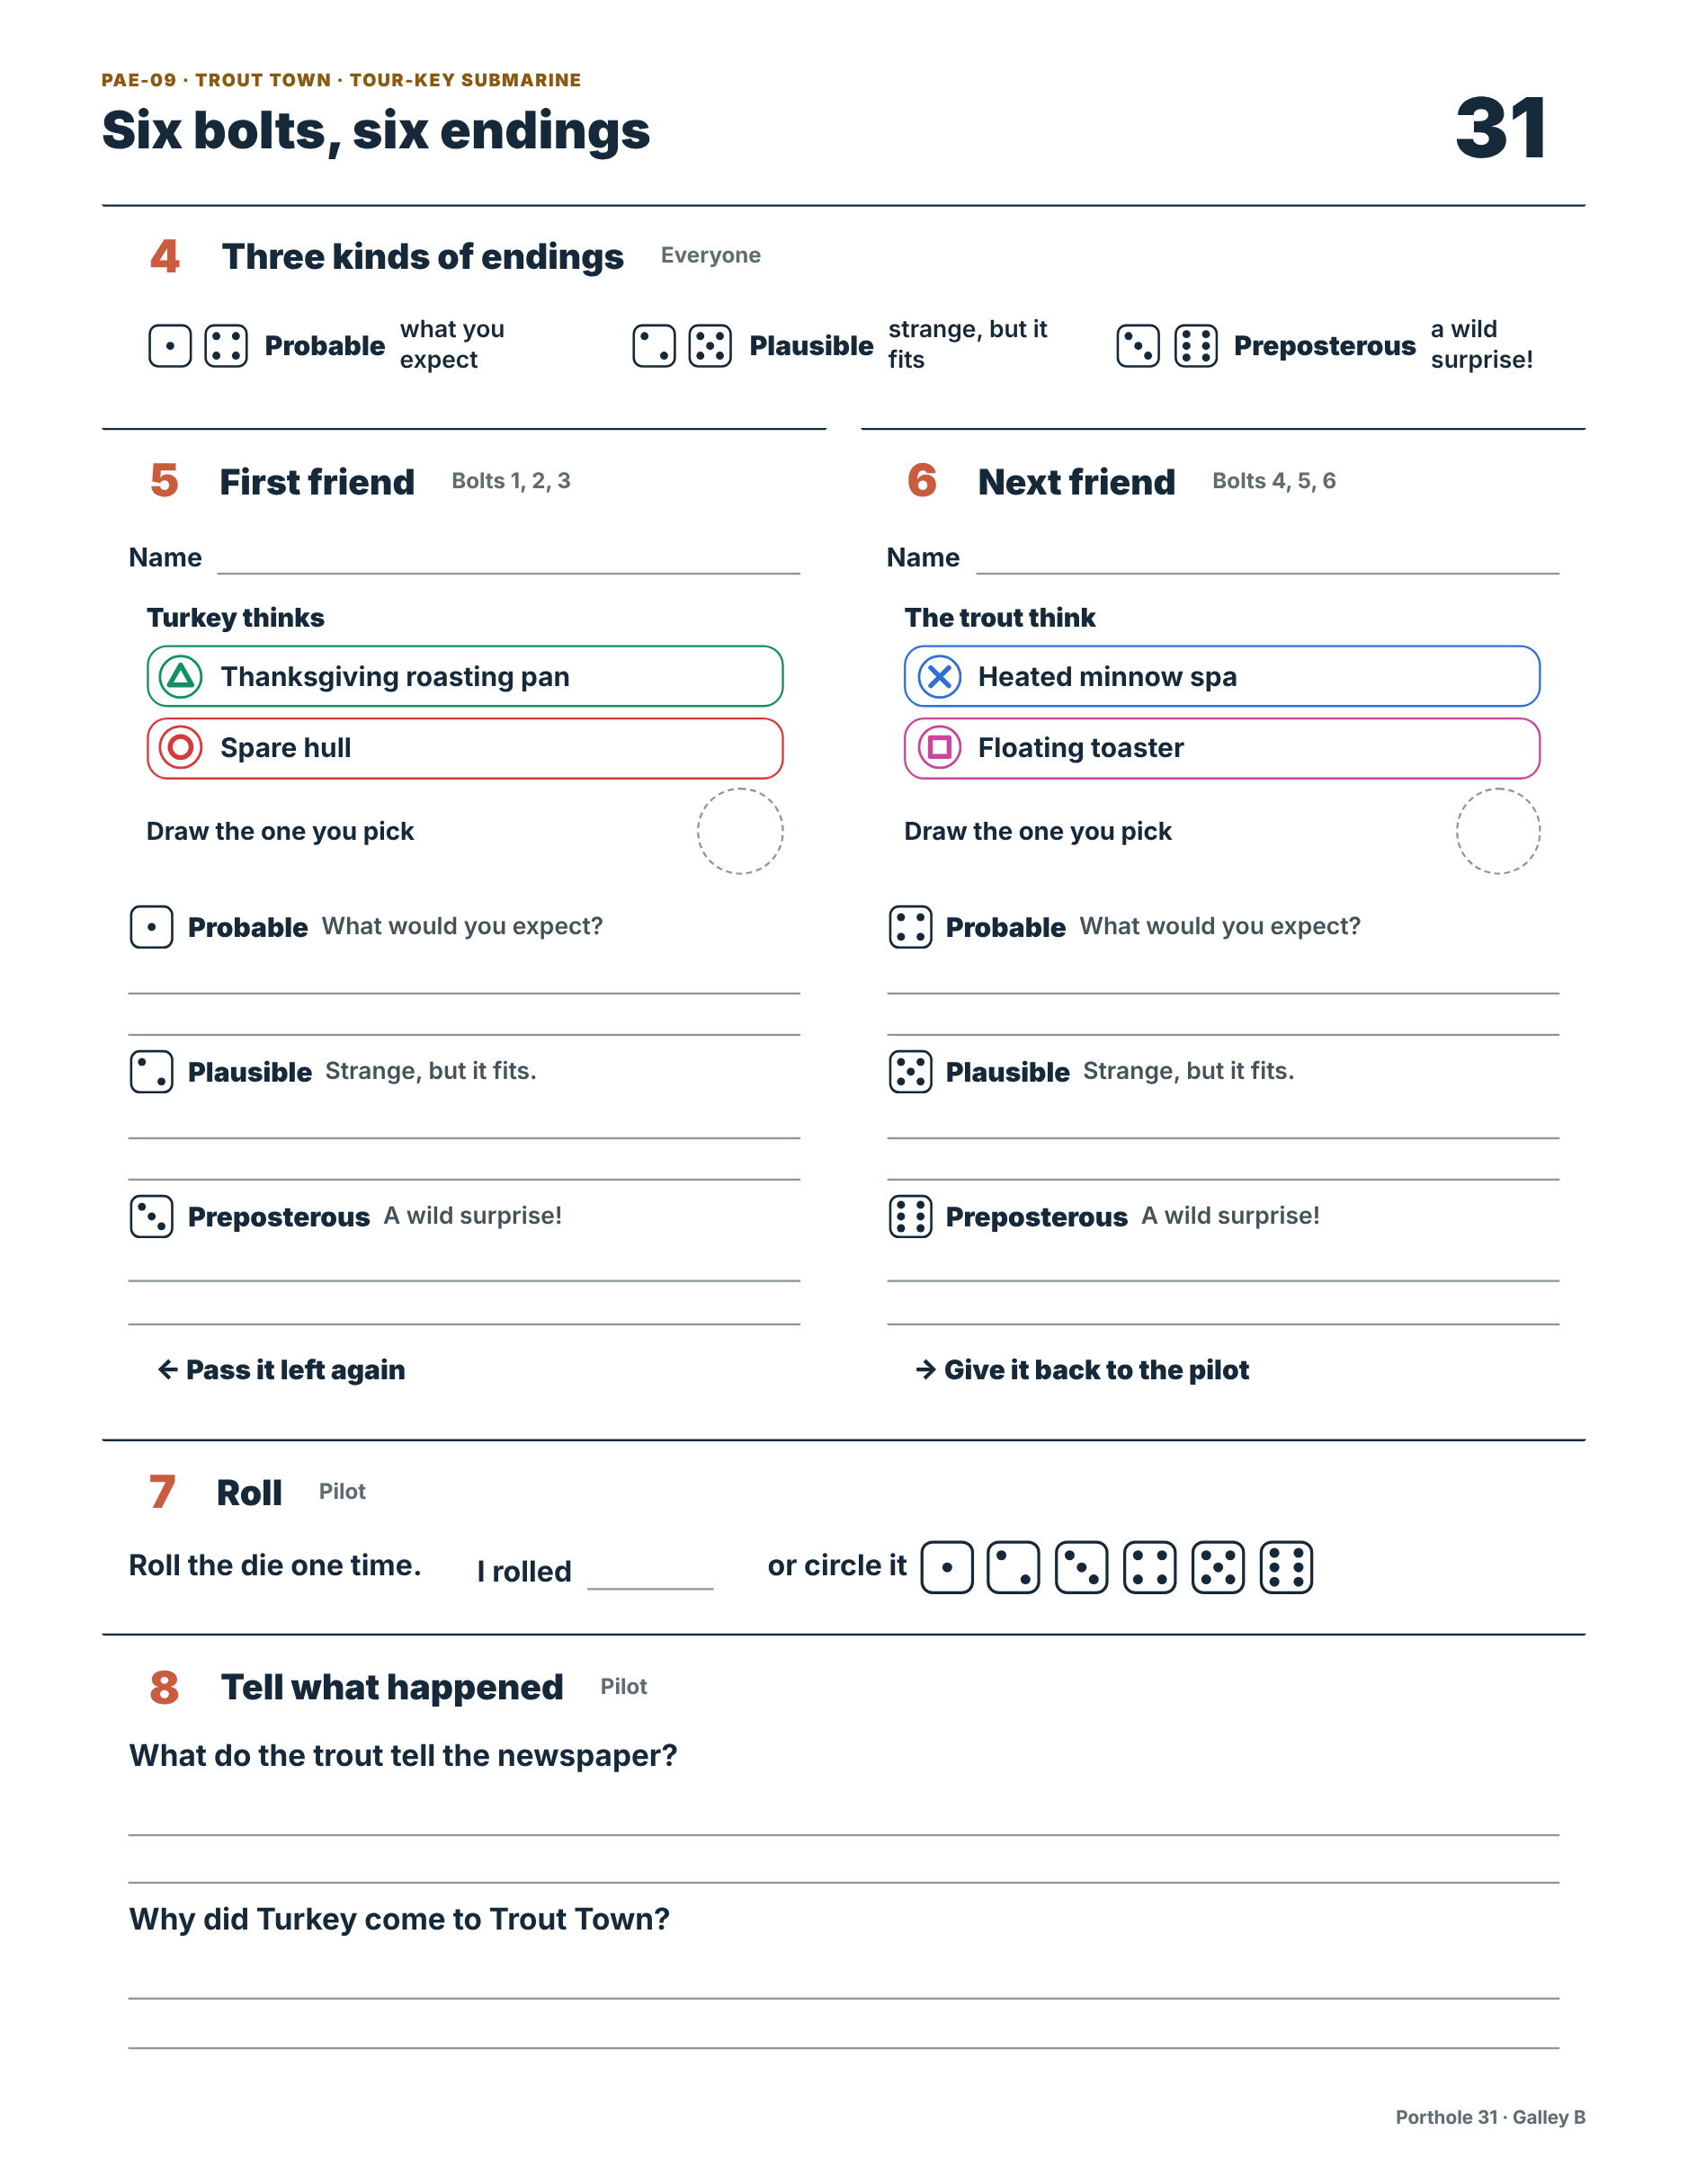 PAE-09 · TROUT TOWN · TOUR-KEY SUBMARINE
Six bolts, six endings
31
4 Three kinds of endings Everyone
Probable what you expect
Plausible strange, but it fits
Preposterous a wild surprise!
5 First friend Bolts 1, 2, 3
Name
Turkey thinks
Thanksgiving roasting pan
Spare hull
Draw the one you pick
Probable What would you expect?
Plausible Strange, but it fits.
Preposterous A wild surprise!
← Pass it left again
6 Next friend Bolts 4, 5, 6
Name
The trout think
Heated minnow spa
Floating toaster
Draw the one you pick
Probable What would you expect?
Plausible Strange, but it fits.
Preposterous A wild surprise!
→ Give it back to the pilot
7 Roll Pilot
Roll the die one time. I rolled or circle it
8 Tell what happened Pilot
What do the trout tell the newspaper?
Why did Turkey come to Trout Town?
Porthole 31 · Galley B